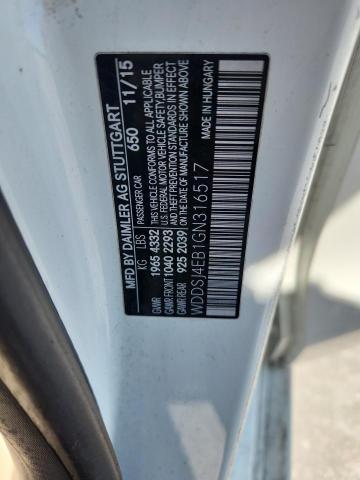 MFD BY DAIMLER AG STUTTGART
650 11/15
KG LBS PASSENGER CAR
GVWR 1965 4332 THIS VEHICLE CONFORMS TO ALL APPLICABLE
GAWR FRONT 1040 2293 FEDERAL MOTOR VEHICLE SAFETY, BUMPER,
AND THEFT PREVENTION STANDARDS IN EFFECT
GAWR REAR 925 2039 ON THE DATE OF MANUFACTURE SHOWN ABOVE
WDDSJ4EB1GN316517
MADE IN HUNGARY